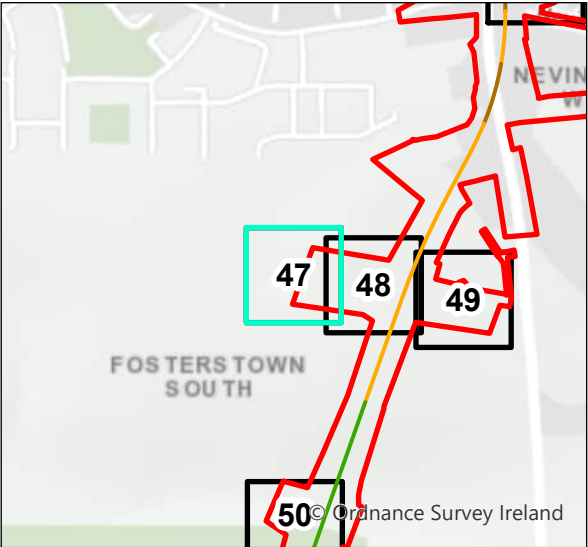 NEVIN
W
47
48
49
FOSTERSTOWN
SOUTH
50
© Ordnance Survey Ireland